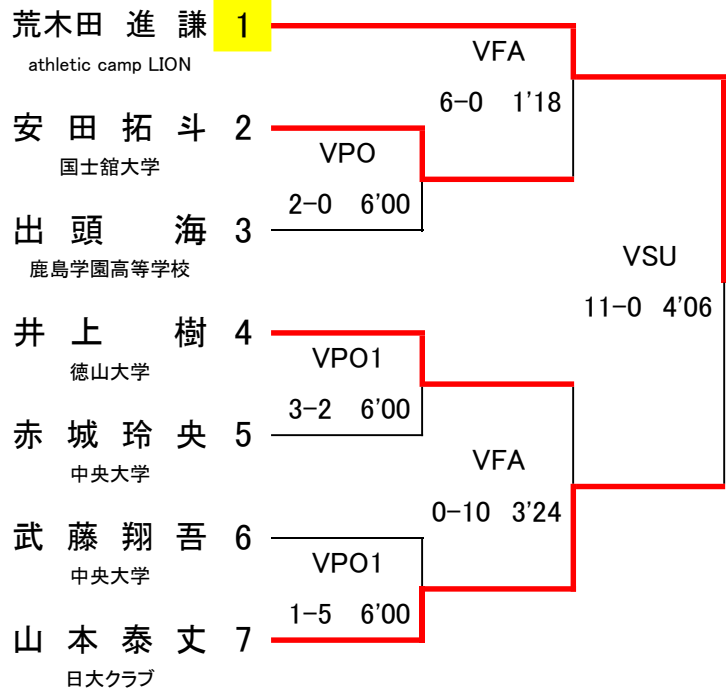 荒木田 進 謙 1
athletic camp LION
VFA
6-0 1'18
安 田 拓 斗 2
国士舘大学
VPO
2-0 6'00
出 頭 海 3
鹿島学園高等学校
VSU
11-0 4'06
井 上 樹 4
徳山大学
VPO1
3-2 6'00
赤 城 玲 央 5
中央大学
VFA
0-10 3'24
武 藤 翔 吾 6
中央大学
VPO1
1-5 6'00
山 本 泰 丈 7
日大クラブ